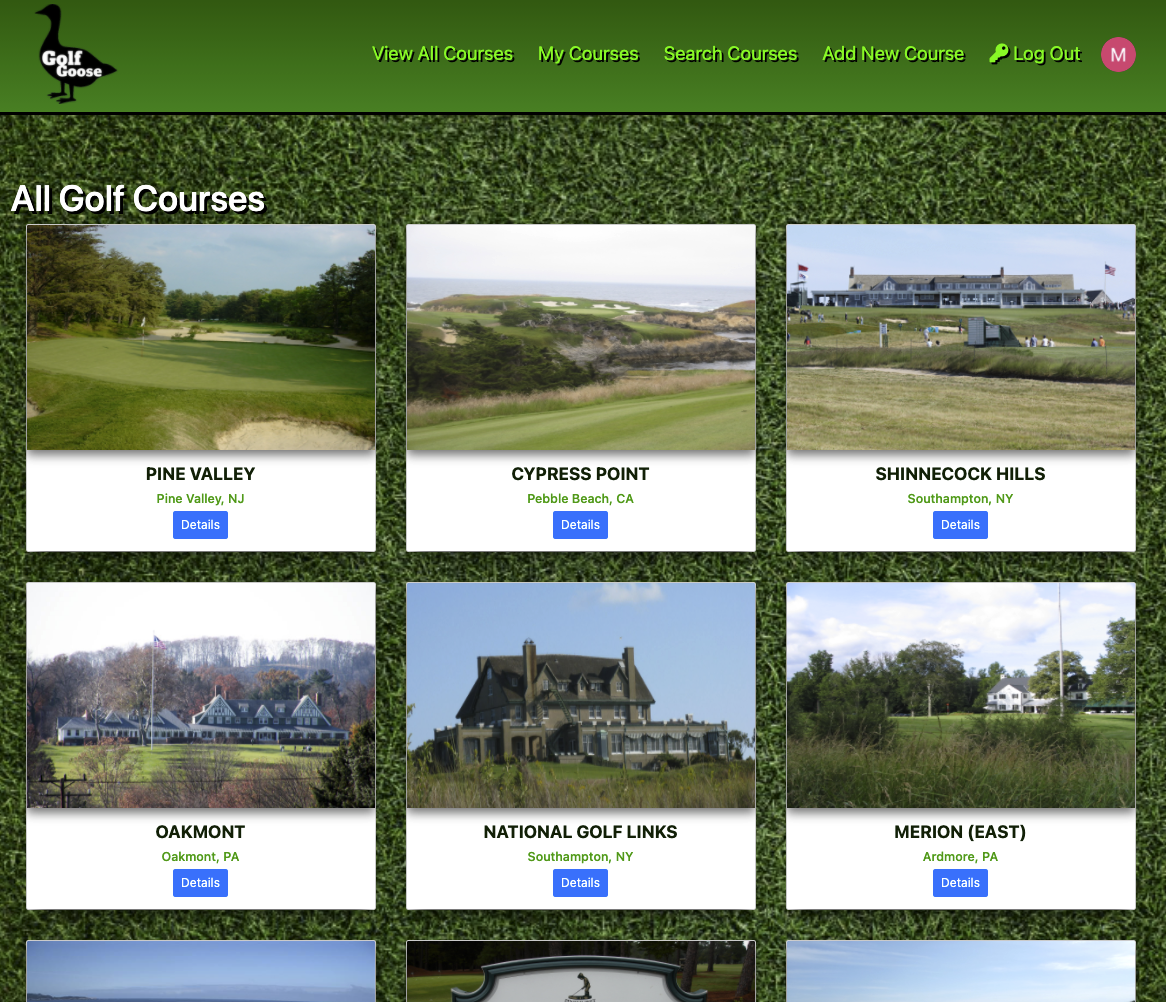 Golf
Goose
View All Courses
My Courses
Search Courses
Add New Course
Log Out
M
All Golf Courses
PINE VALLEY
Pine Valley, NJ
Details
CYPRESS POINT
Pebble Beach, CA
Details
SHINNECOCK HILLS
Southampton, NY
Details
OAKMONT
Oakmont, PA
Details
NATIONAL GOLF LINKS
Southampton, NY
Details
MERION (EAST)
Ardmore, PA
Details